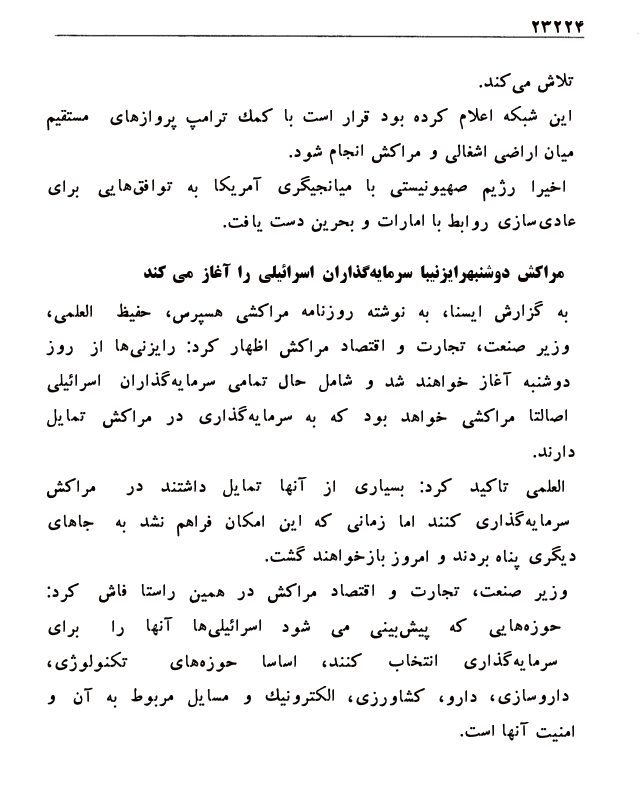 ۲۳۲۲۴
تلاش می‌کند.
این شبکه اعلام کرده بود قرار است با کمك ترامپ پروازهای مستقیم
میان اراضی اشغالی و مراکش انجام شود.
اخیرا رژیم صهیونیستی با میانجیگری آمریکا به توافق‌هایی برای
عادی‌سازی روابط با امارات و بحرین دست یافت.
مراکش دوشنبهرایزنیبا سرمایه‌گذاران اسرائیلی را آغاز می کند
به گزارش ایسنا، به نوشته روزنامه مراکشی هسپرس، حفیظ العلمی،
وزیر صنعت، تجارت و اقتصاد مراکش اظهار کرد: رایزنی‌ها از روز
دوشنبه آغاز خواهند شد و شامل حال تمامی سرمایه‌گذاران اسرائیلی
اصالتا مراکشی خواهد بود که به سرمایه‌گذاری در مراکش تمایل
دارند.
العلمی تاکید کرد: بسیاری از آنها تمایل داشتند در مراکش
سرمایه‌گذاری کنند اما زمانی که این امکان فراهم نشد به جاهای
دیگری پناه بردند و امروز بازخواهند گشت.
وزیر صنعت، تجارت و اقتصاد مراکش در همین راستا فاش کرد:
حوزه‌هایی که پیش‌بینی می شود اسرائیلی‌ها آنها را برای
سرمایه‌گذاری انتخاب کنند، اساسا حوزه‌های تکنولوژی،
داروسازی، دارو، کشاورزی، الکترونیك و مسایل مربوط به آن و
امنیت آنها است.